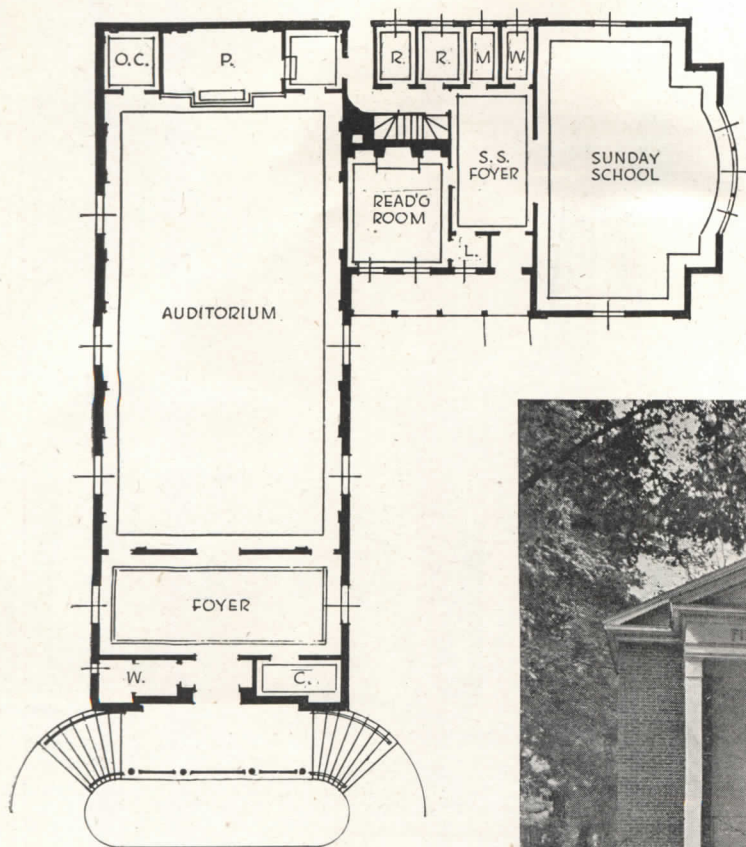 O.C.
P.
R.
R.
M
W.
S. S.
FOYER
SUNDAY
SCHOOL
READ'G
ROOM
L.
AUDITORIUM
FOYER
W.
C.